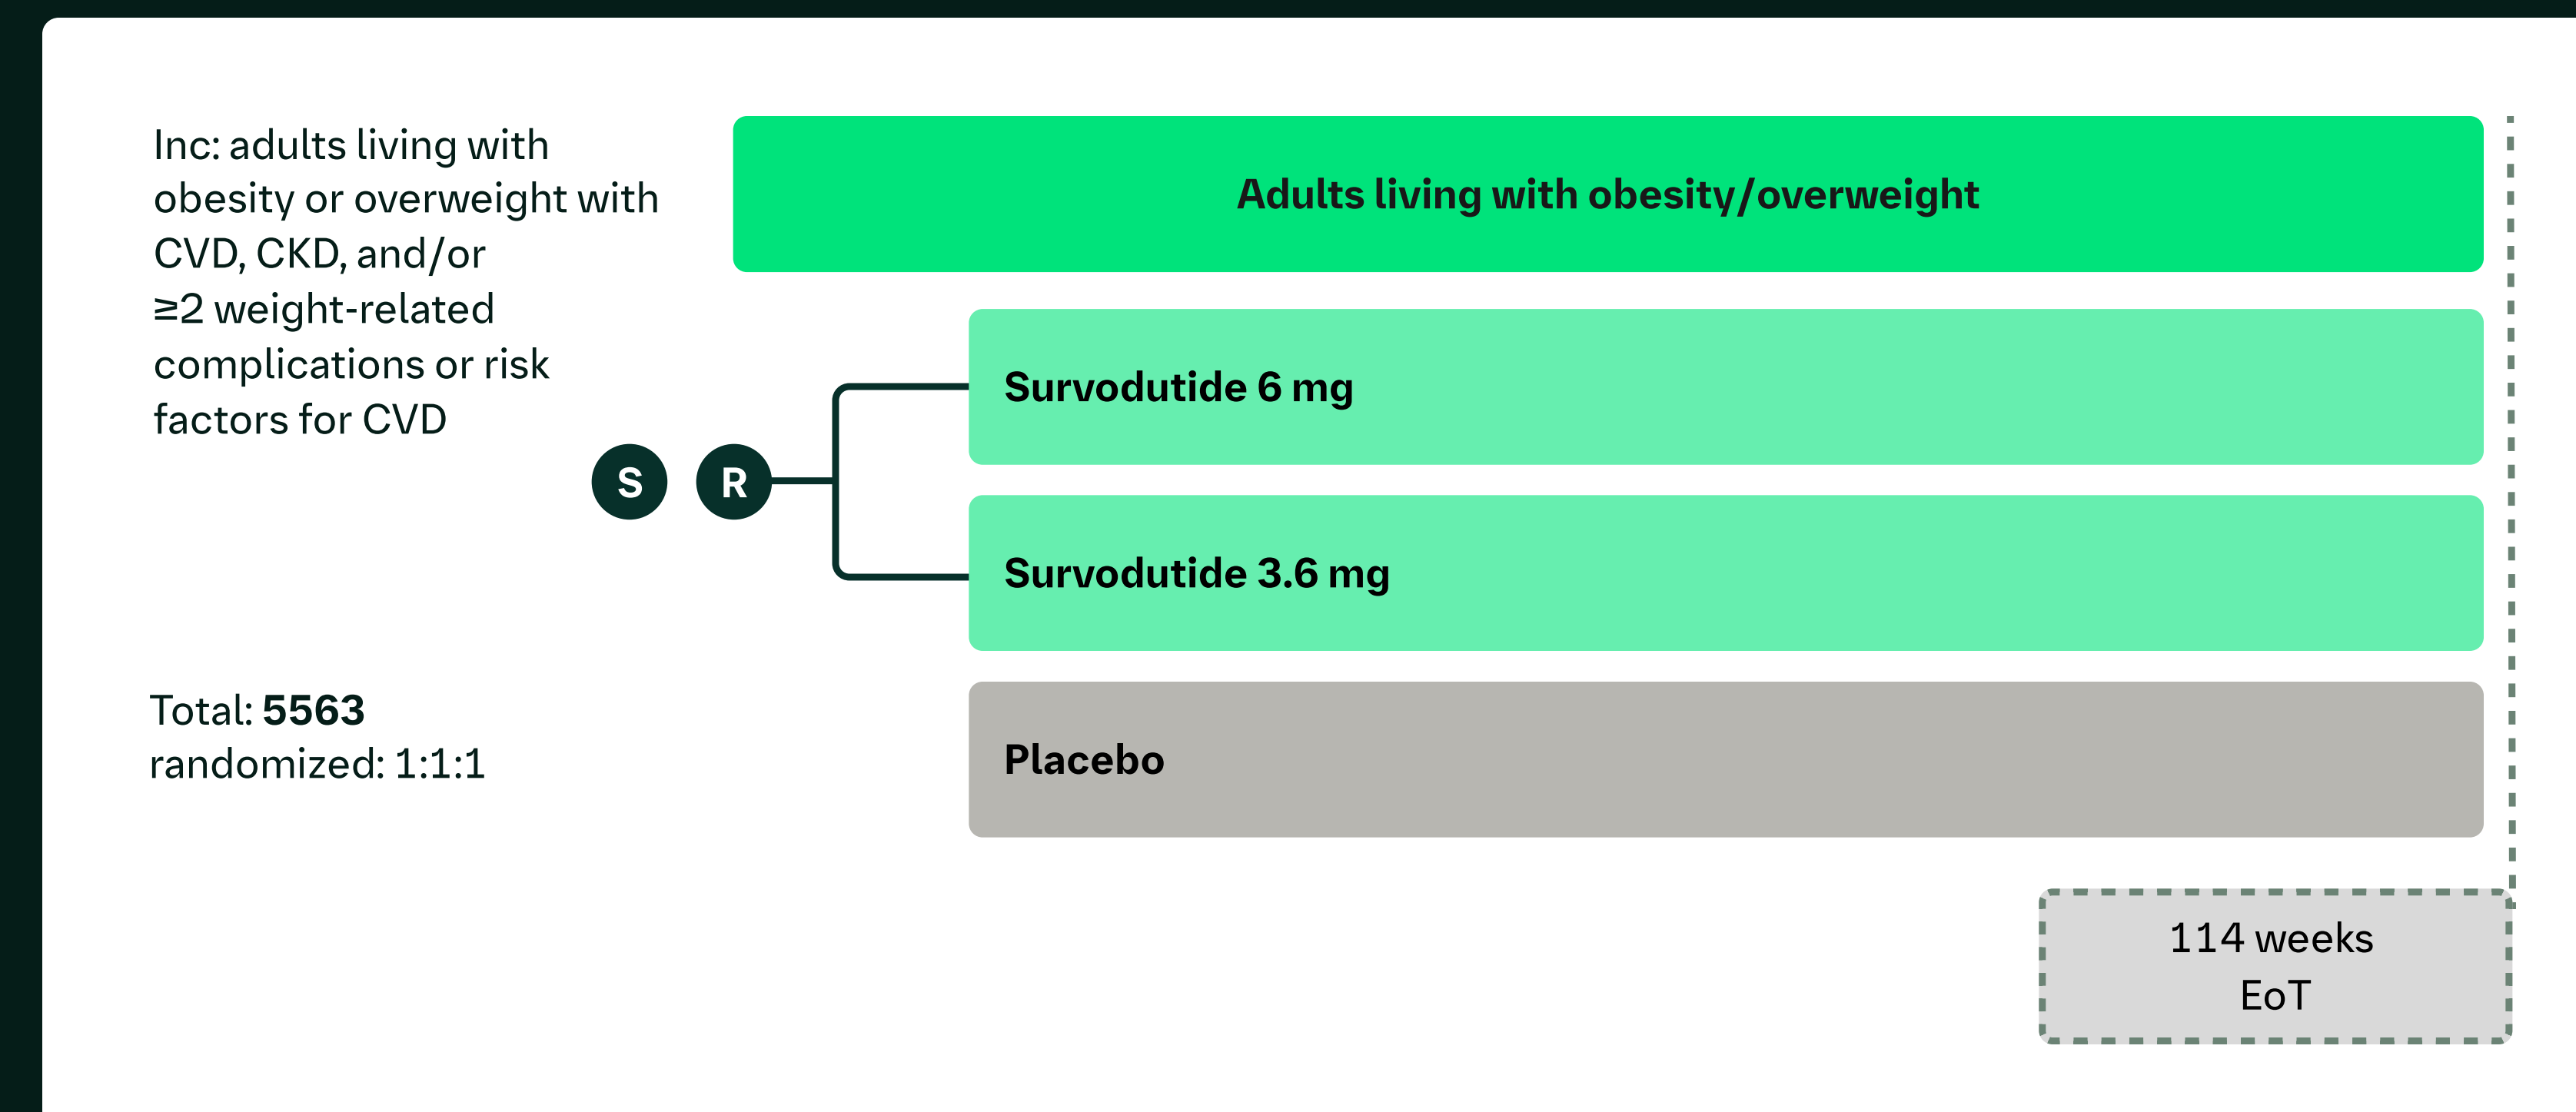 Inc: adults living with
obesity or overweight with
CVD, CKD, and/or
≥2 weight-related
complications or risk
factors for CVD
Adults living with obesity/overweight
S
R
Survodutide 6 mg
Survodutide 3.6 mg
Placebo
Total: 5563
randomized: 1:1:1
114 weeks
EoT